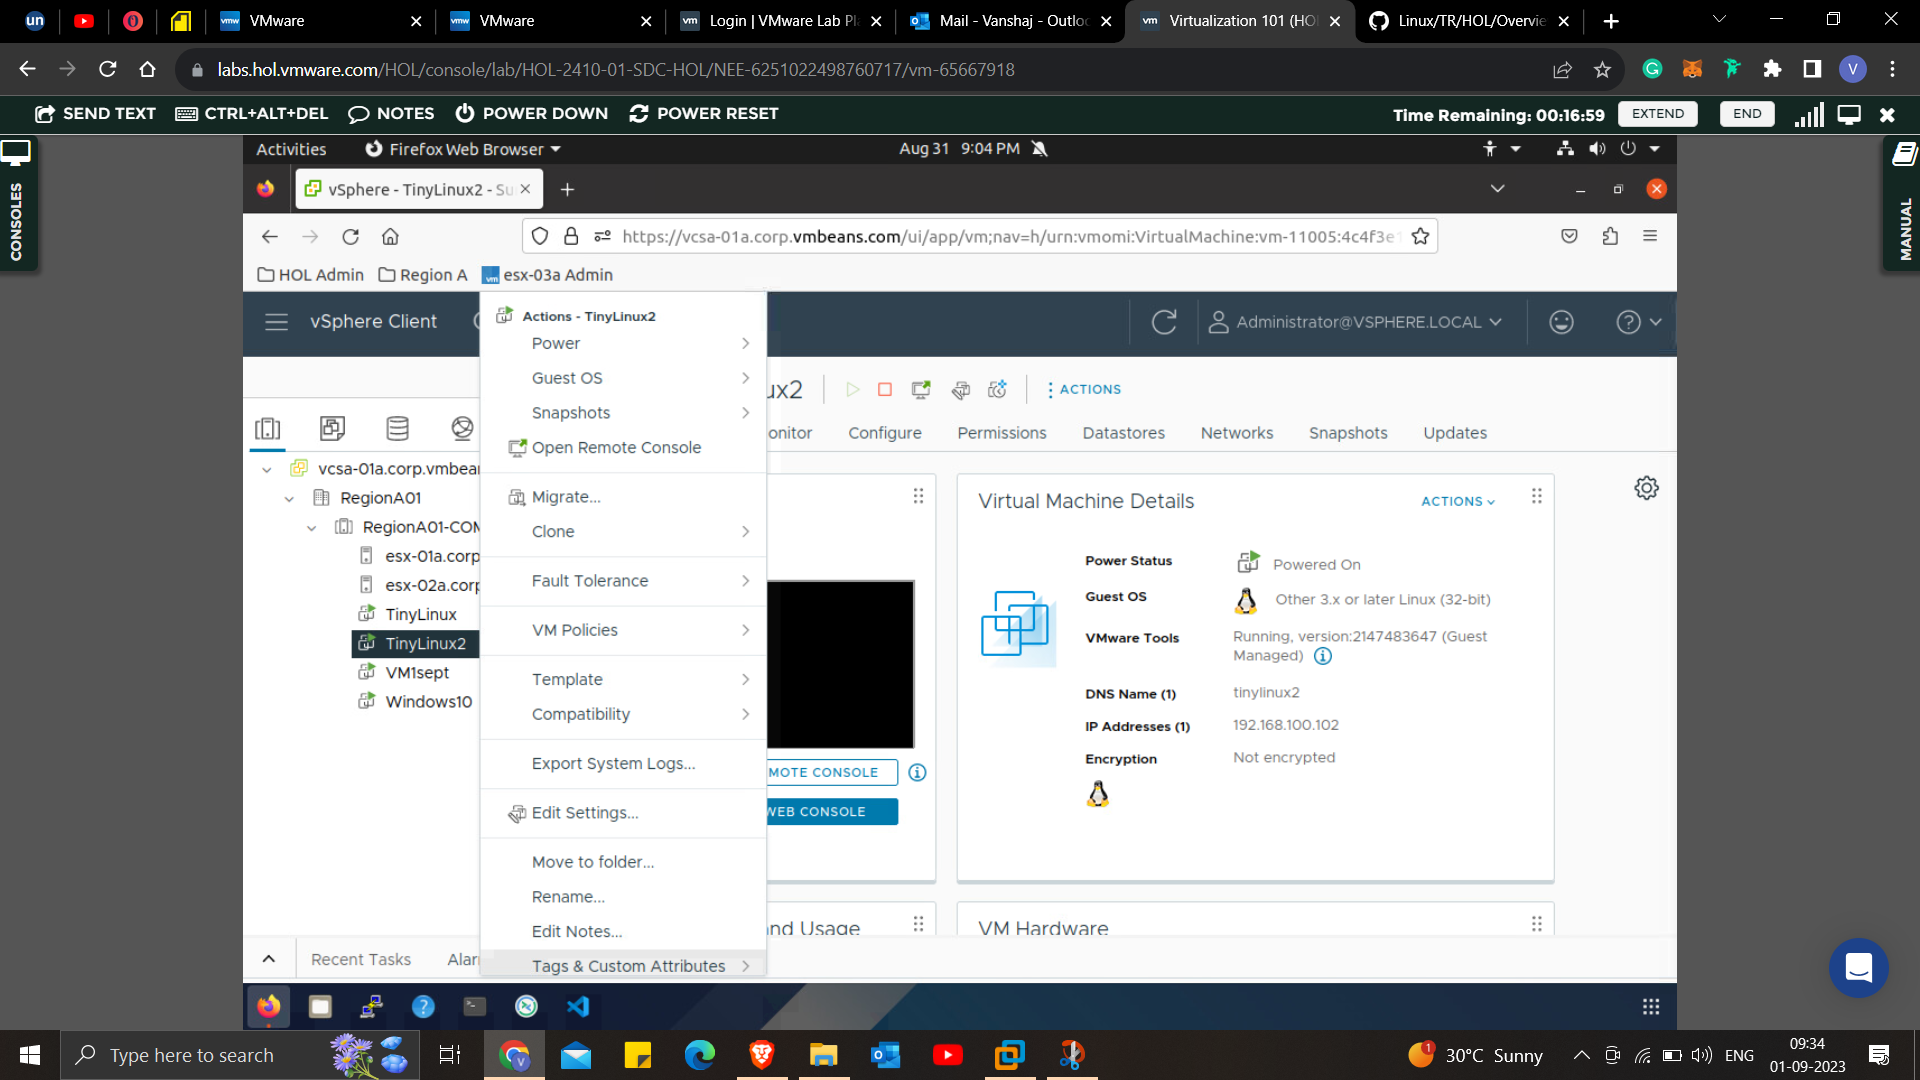 VMware
VMware
Login | VMware Lab Pl
Mail - Vanshaj - Outlo
Virtualization 101 (HO
Linux/TR/HOL/Overvie
labs.hol.vmware.com/HOL/console/lab/HOL-2410-01-SDC-HOL/NEE-6251022498760717/vm-65667918
SEND TEXT
CTRL+ALT+DEL
NOTES
POWER DOWN
POWER RESET
Time Remaining: 00:16:59
EXTEND
END
CONSOLES
MANUAL
Activities
Firefox Web Browser
Aug 31 9:04 PM
vSphere - TinyLinux2 - Su
https://vcsa-01a.corp.vmbeans.com/ui/app/vm;nav=h/urn:vmomi:VirtualMachine:vm-11005:4c4f3e1
HOL Admin
Region A
esx-03a Admin
vSphere Client
Administrator@VSPHERE.LOCAL
Actions - TinyLinux2
Power
Guest OS
Snapshots
Open Remote Console
Migrate...
Clone
Fault Tolerance
VM Policies
Template
Compatibility
Export System Logs...
Edit Settings...
Move to folder...
Rename...
Edit Notes...
Tags & Custom Attributes
vcsa-01a.corp.vmbear
RegionA01
RegionA01-COM
esx-01a.corp
esx-02a.corp
TinyLinux
TinyLinux2
VM1sept
Windows10
ux2
ACTIONS
onitor
Configure
Permissions
Datastores
Networks
Snapshots
Updates
MOTE CONSOLE
WEB CONSOLE
Virtual Machine Details
ACTIONS
Power Status
Powered On
Guest OS
Other 3.x or later Linux (32-bit)
VMware Tools
Running, version:2147483647 (Guest
Managed)
DNS Name (1)
tinylinux2
IP Addresses (1)
192.168.100.102
Encryption
Not encrypted
nd Usage
VM Hardware
Recent Tasks
Alar
Type here to search
30°C Sunny
ENG
09:34
01-09-2023